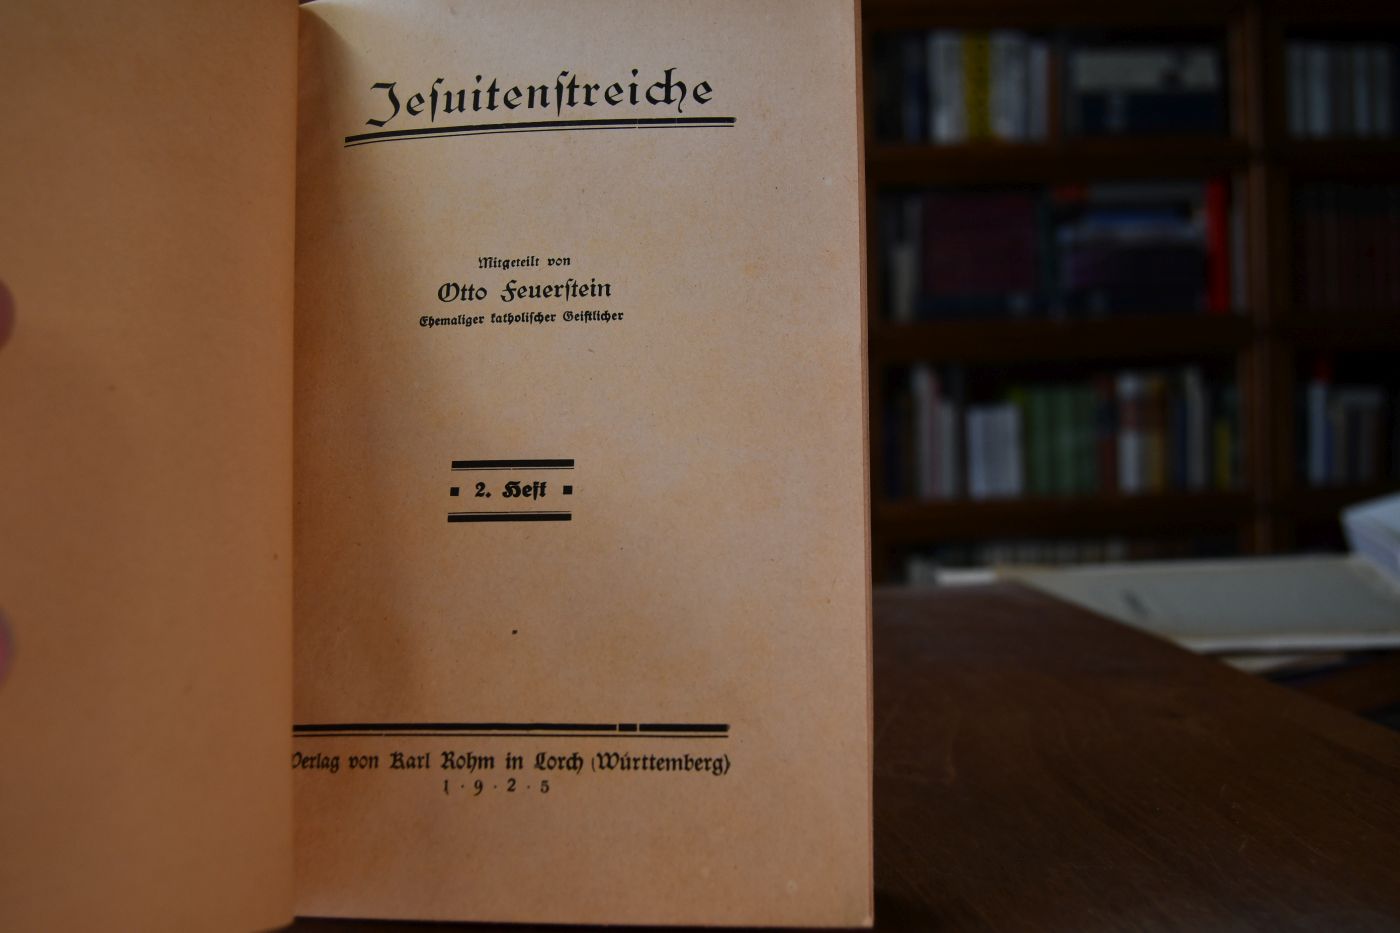 Jeſuitenſtreiche
Mitgeteilt von
Otto Feuerſtein
Ehemaliger katholiſcher Geiſtlicher
▪ 2. Heft ▪
Verlag von Karl Rohm in Lorch (Württemberg)
1 · 9 · 2 · 5